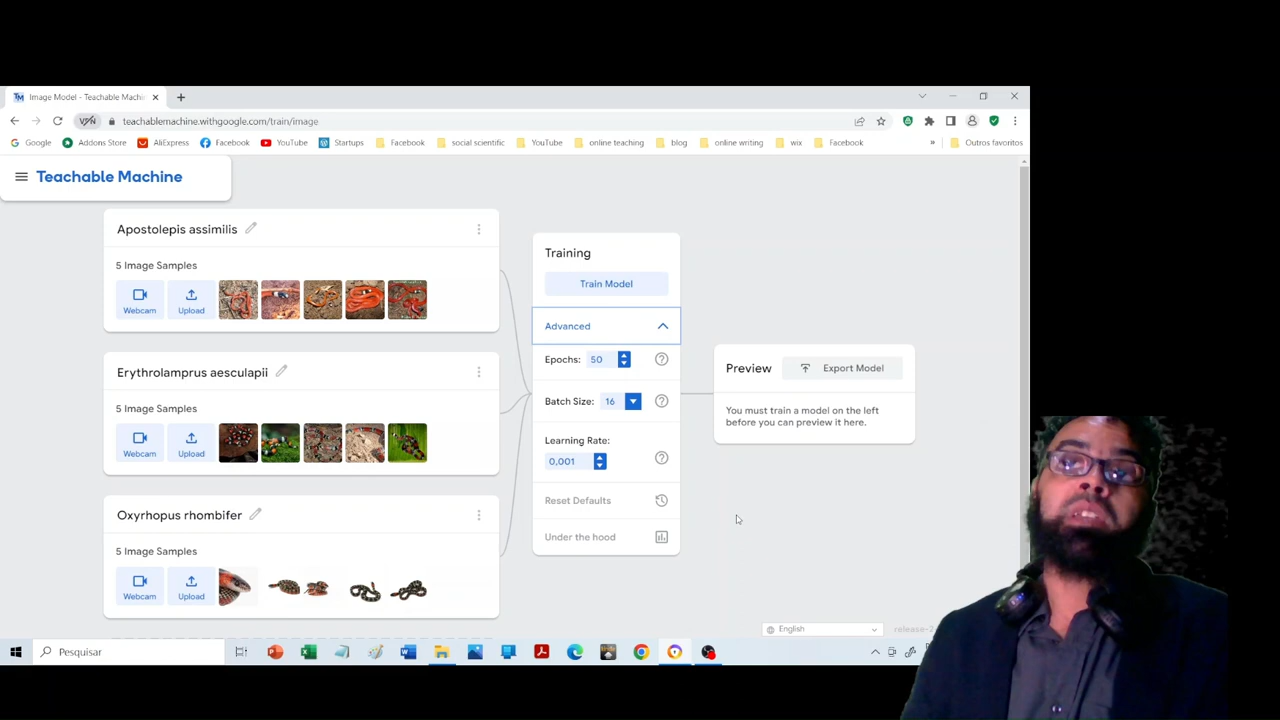 Image Model - Teachable Machi
teachablemachine.withgoogle.com/train/image
Google Addons Store AliExpress Facebook YouTube Startups Facebook social scientific YouTube online teaching blog online writing wix Facebook » Outros favoritos
Teachable Machine
Apostolepis assimilis
5 Image Samples
Webcam Upload
Erythrolamprus aesculapii
5 Image Samples
Webcam Upload
Oxyrhopus rhombifer
5 Image Samples
Webcam Upload
Training
Train Model
Advanced
Epochs: 50
Batch Size: 16
Learning Rate:
0,001
Reset Defaults
Under the hood
Preview Export Model
You must train a model on the left
before you can preview it here.
English
Pesquisar